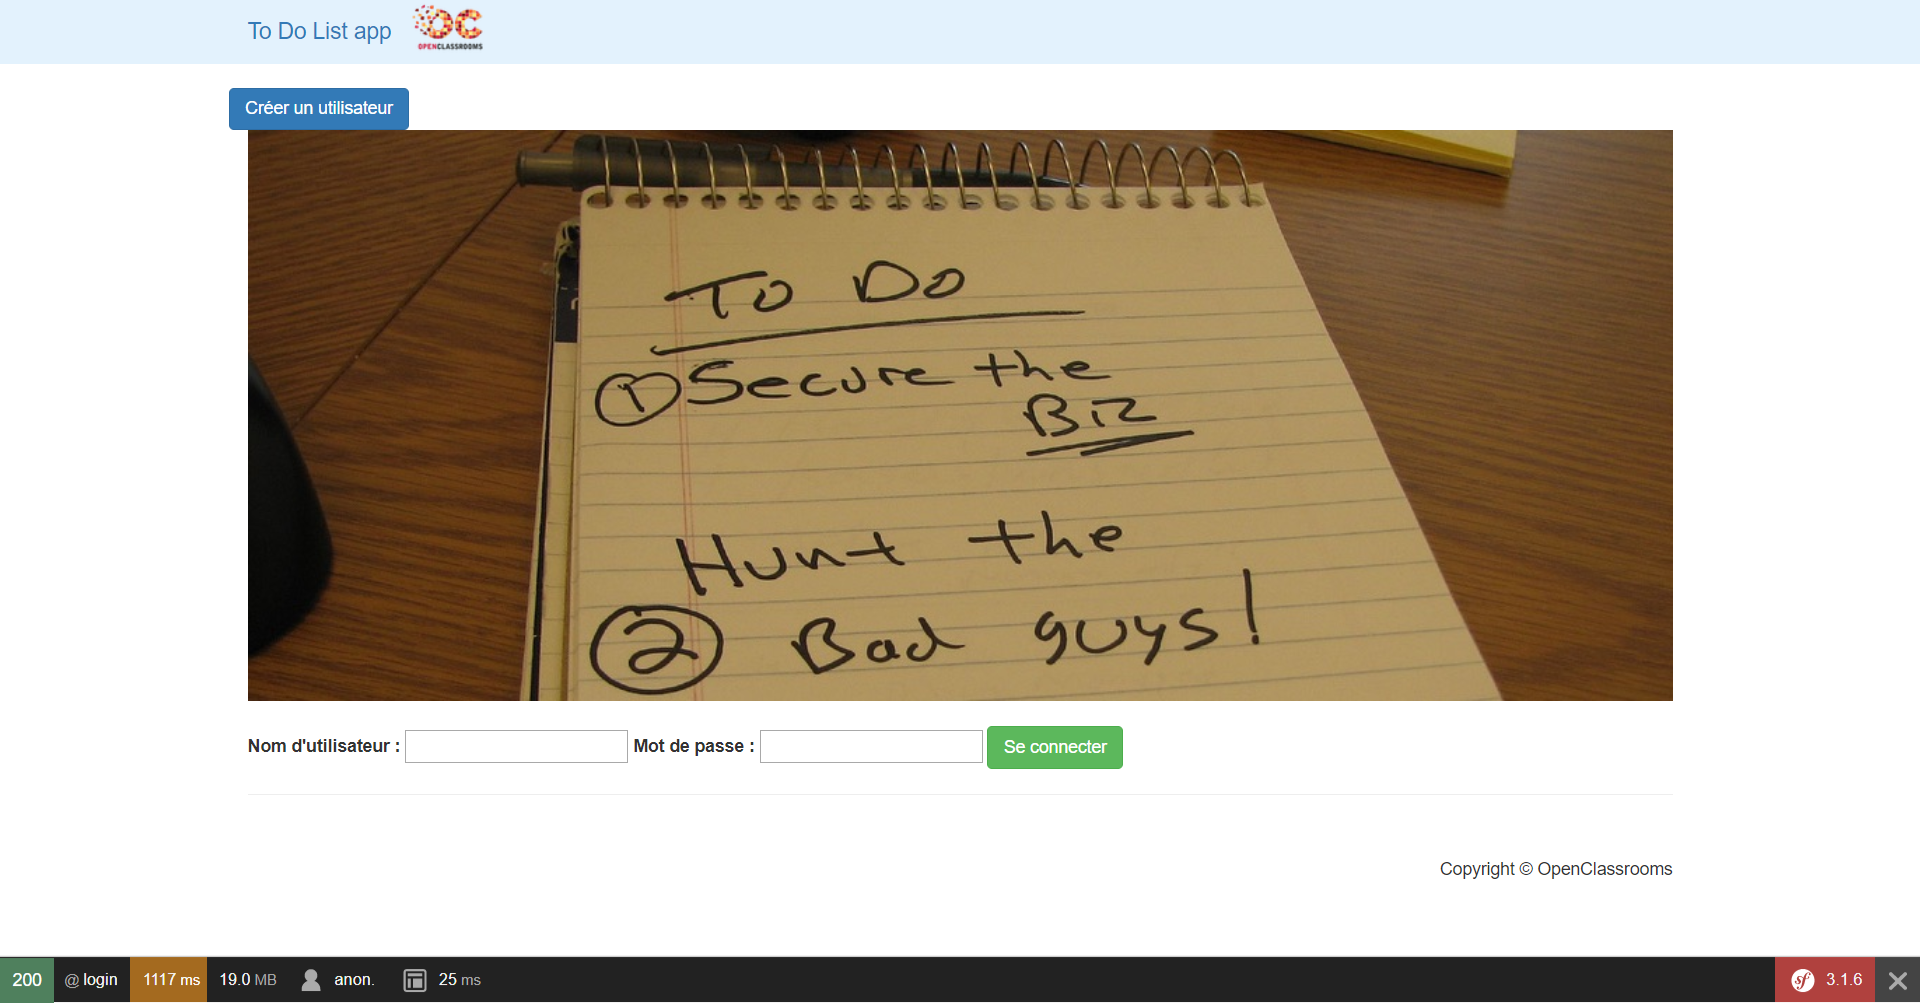 To Do List app
OC
OPENCLASSROOMS
Créer un utilisateur
To Do
① Secure the
Biz
Hunt the
② Bad guys!
Nom d'utilisateur : Mot de passe : Se connecter
Copyright © OpenClassrooms
200 @ login 1117 ms 19.0 MB anon. 25 ms sf 3.1.6